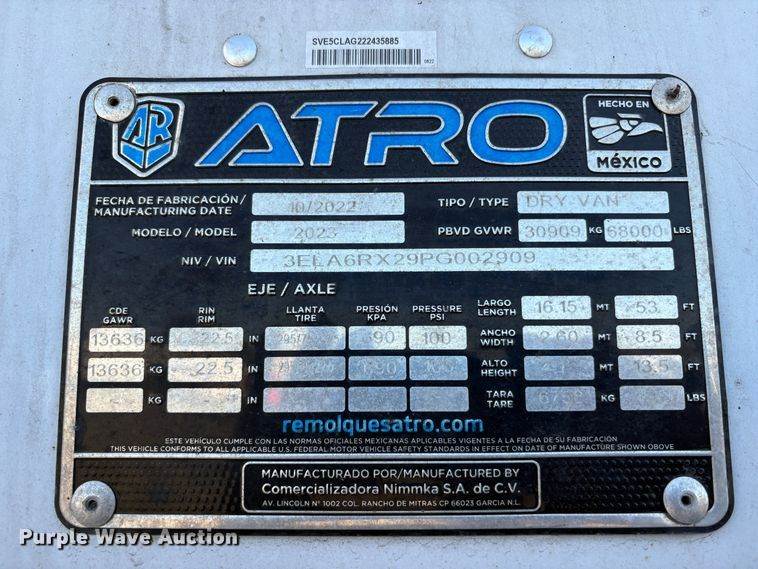 SVE5CLAG222435885
0822
AR ATRO HECHO EN
MéXICO
FECHA DE FABRICACIÓN/ 10/2022 TIPO / TYPE DRY VAN
MANUFACTURING DATE
MODELO / MODEL 2023 PBVD GVWR 30909 KG 68000 LBS
NIV / VIN 3ELA6RX29PG002909
EJE / AXLE
CDE GAWR RIN RIM LLANTA TIRE PRESIÓN KPA PRESSURE PSI
LARGO LENGTH 16.15 MT 53 FT
13636 KG 22.5 IN 690 100 ANCHO WIDTH 2.60 MT 8.5 FT
13636 KG 22.5 IN 690 100 ALTO HEIGHT MT 13.5 FT
KG IN TARA TARE KG LBS
remolquesatro.com
ESTE VEHÍCULO CUMPLE CON LAS NORMAS OFICIALES MEXICANAS APLICABLES VIGENTES A LA FECHA DE SU FABRICACIÓN
THIS VEHICLE CONFORMS TO ALL APPLICABLE U.S. FEDERAL MOTOR VEHICLE SAFETY STANDARDS IN EFFECT ON DATE OF MANUFACTURE SHOWN ABOVE
MANUFACTURADO POR/MANUFACTURED BY
Comercializadora Nimmka S.A. de C.V.
AV. LINCOLN Nº 1002 COL. RANCHO DE MITRAS CP 66023 GARCIA N.L.
Purple Wave Auction